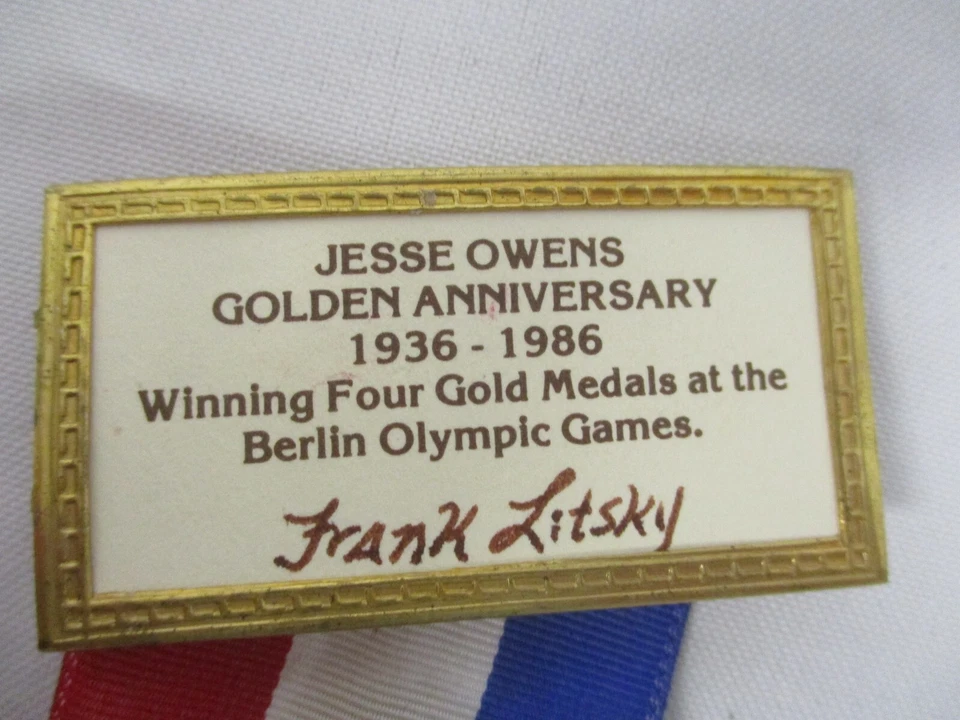 JESSE OWENS
GOLDEN ANNIVERSARY
1936 - 1986
Winning Four Gold Medals at the
Berlin Olympic Games.
Frank Litsky